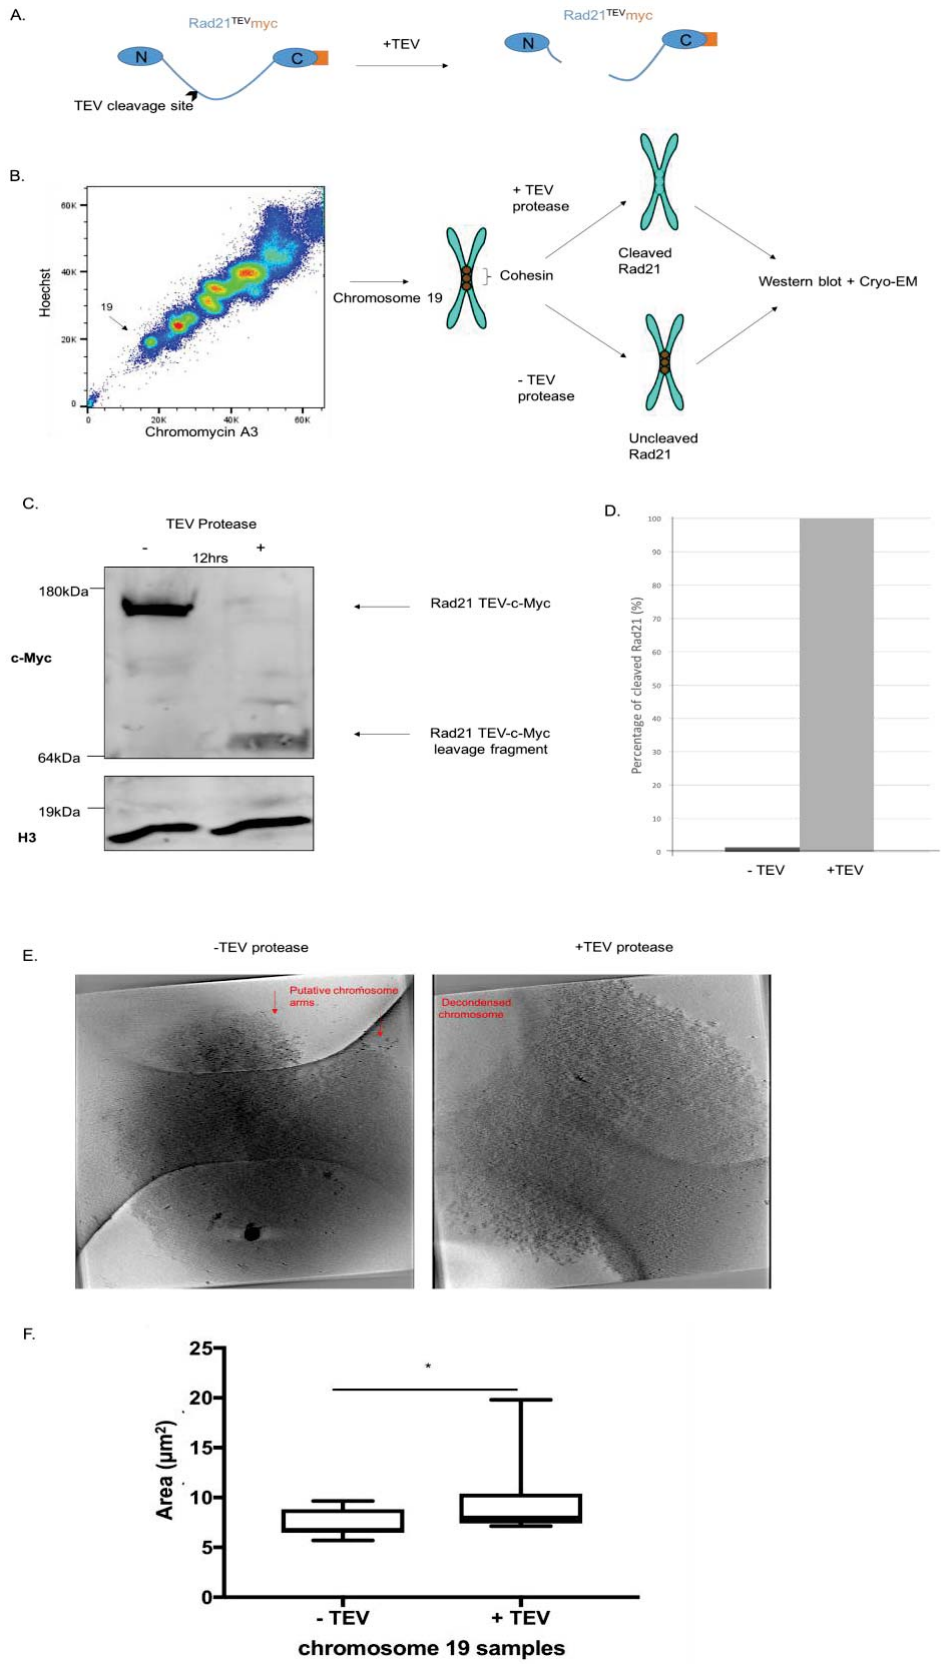 A.
Rad21TEVmyc
N
C
TEV cleavage site
+TEV
Rad21TEVmyc
N
C
B.
60K
40K
20K
0
Hoechst
19
0
20K
40K
60K
Chromomycin A3
Chromosome 19
Cohesin
+ TEV
protease
- TEV
protease
Cleaved
Rad21
Uncleaved
Rad21
Western blot + Cryo-EM
C.
TEV Protease
-
+
12hrs
180kDa
c-Myc
64kDa
19kDa
H3
Rad21 TEV-c-Myc
Rad21 TEV-c-Myc
leavage fragment
D.
Percentage of cleaved Rad21 (%)
100
90
80
70
60
50
40
30
20
10
0
- TEV
+TEV
E.
-TEV protease
+TEV protease
Putative chromosome
arms
Decondensed
chromosome
F.
25
20
15
10
5
0
Area (µm2)
*
- TEV
+ TEV
chromosome 19 samples